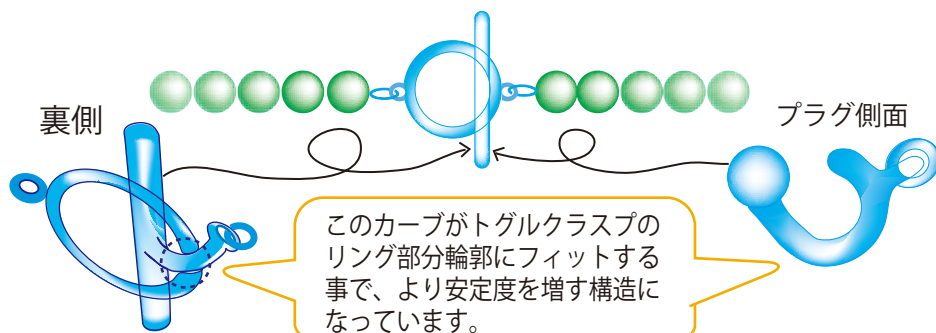 裏側
プラグ側面
このカーブがトグルクラスプの
リング部分輪郭にフィットする
事で、より安定度を増す構造に
なっています。